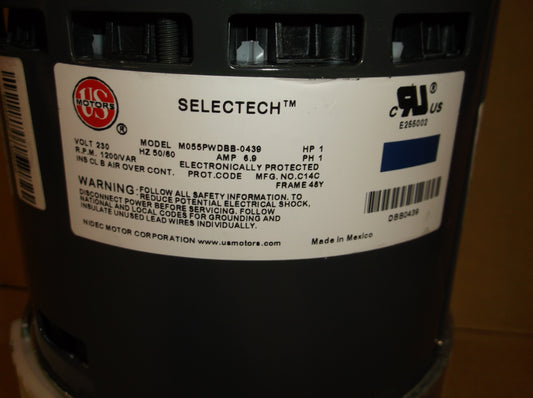 US
MOTORS
®
SELECTECH™
C UR US
E255002
VOLT 230 MODEL M055PWDBB-0439 HP 1
R.P.M. 1200/VAR HZ 50/60 AMP 6.9 PH 1
INS CL B AIR OVER CONT. ELECTRONICALLY PROTECTED
PROT.CODE MFG.NO.C14C
FRAME 48Y
WARNING: FOLLOW ALL SAFETY INFORMATION. TO
REDUCE POTENTIAL ELECTRICAL SHOCK,
DISCONNECT POWER BEFORE SERVICING. FOLLOW
NATIONAL AND LOCAL CODES FOR GROUNDING AND
INSULATE UNUSED LEAD WIRES INDIVIDUALLY.
DBB0439
NIDEC MOTOR CORPORATION www.usmotors.com Made in Mexico.